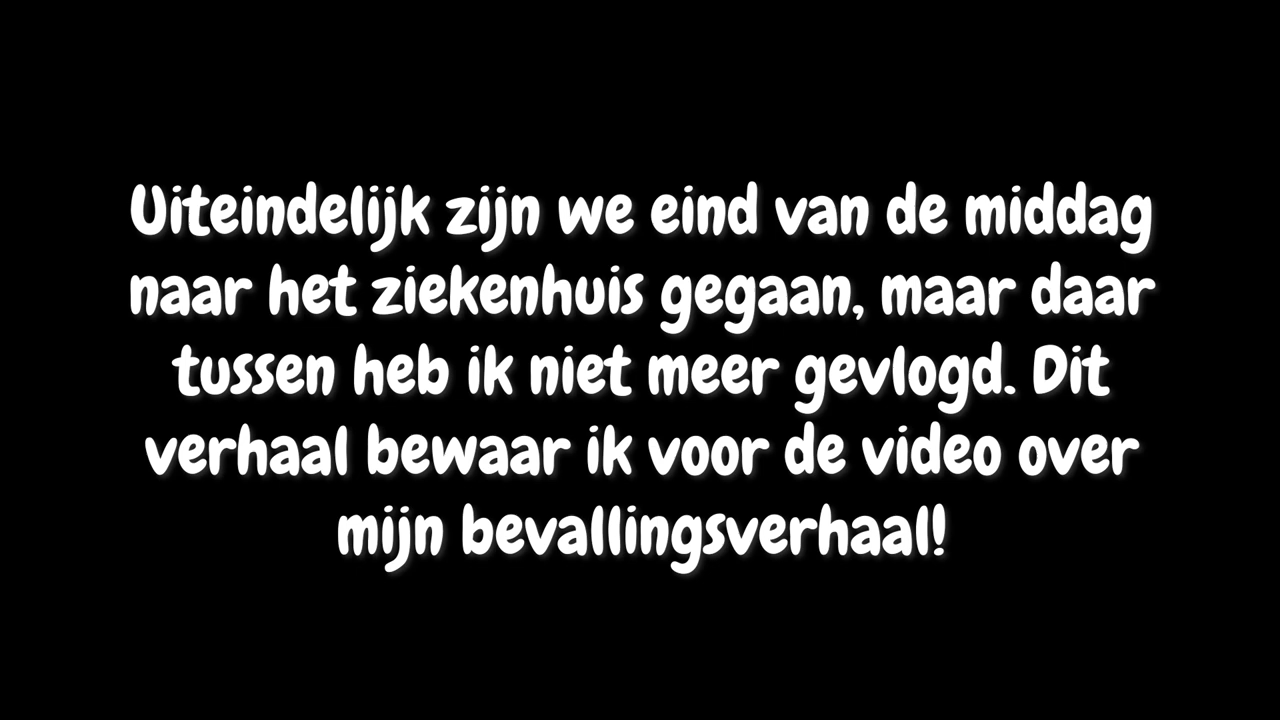 Uiteindelijk zijn we eind van de middag
naar het ziekenhuis gegaan, maar daar
tussen heb ik niet meer gevlogd. Dit
verhaal bewaar ik voor de video over
mijn bevallingsverhaal!